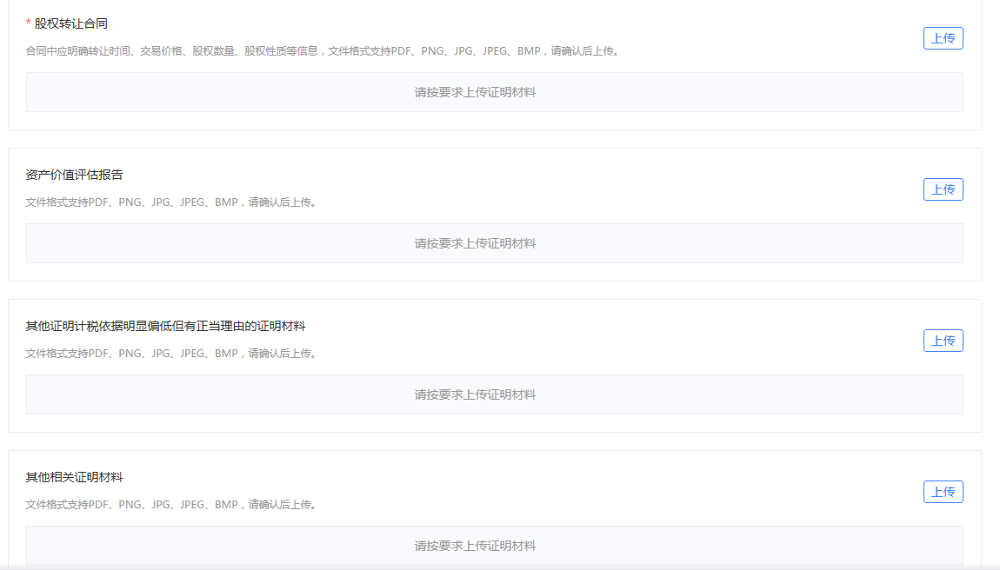 * 股权转让合同
上传
合同中应明确转让时间、交易价格、股权数量、股权性质等信息，文件格式支持PDF、PNG、JPG、JPEG、BMP，请确认后上传。
请按要求上传证明材料
资产价值评估报告
上传
文件格式支持PDF、PNG、JPG、JPEG、BMP，请确认后上传。
请按要求上传证明材料
其他证明计税依据明显偏低但有正当理由的证明材料
上传
文件格式支持PDF、PNG、JPG、JPEG、BMP，请确认后上传。
请按要求上传证明材料
其他相关证明材料
上传
文件格式支持PDF、PNG、JPG、JPEG、BMP，请确认后上传。
请按要求上传证明材料